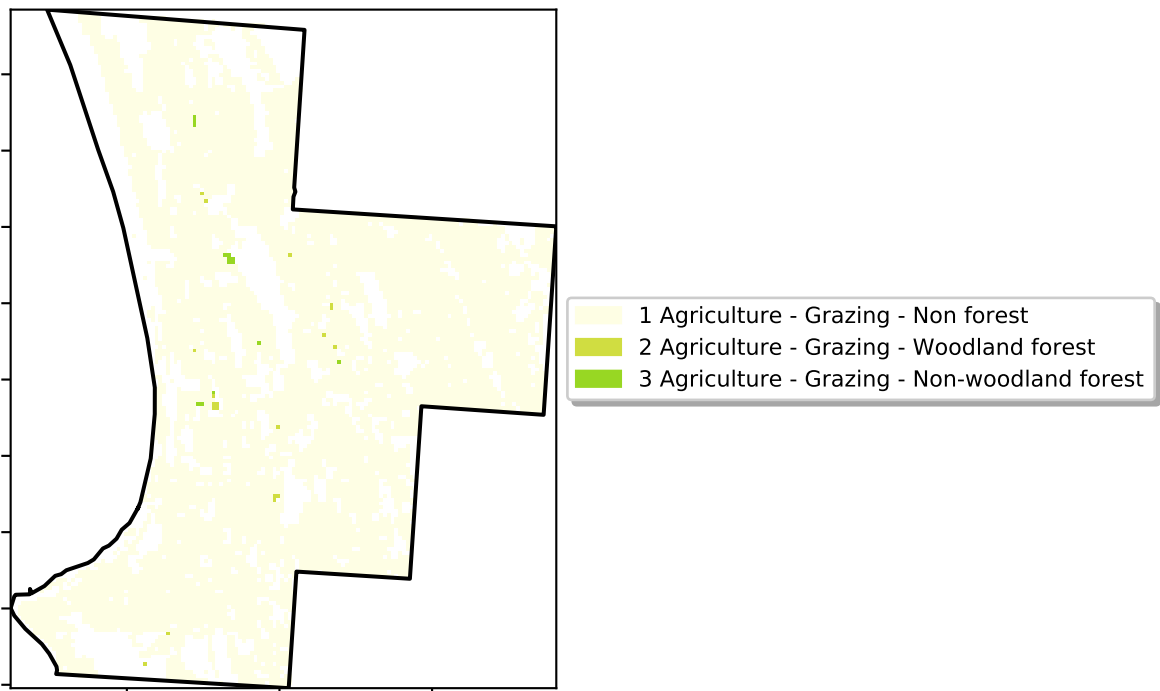 1 Agriculture - Grazing - Non forest
2 Agriculture - Grazing - Woodland forest
3 Agriculture - Grazing - Non-woodland forest